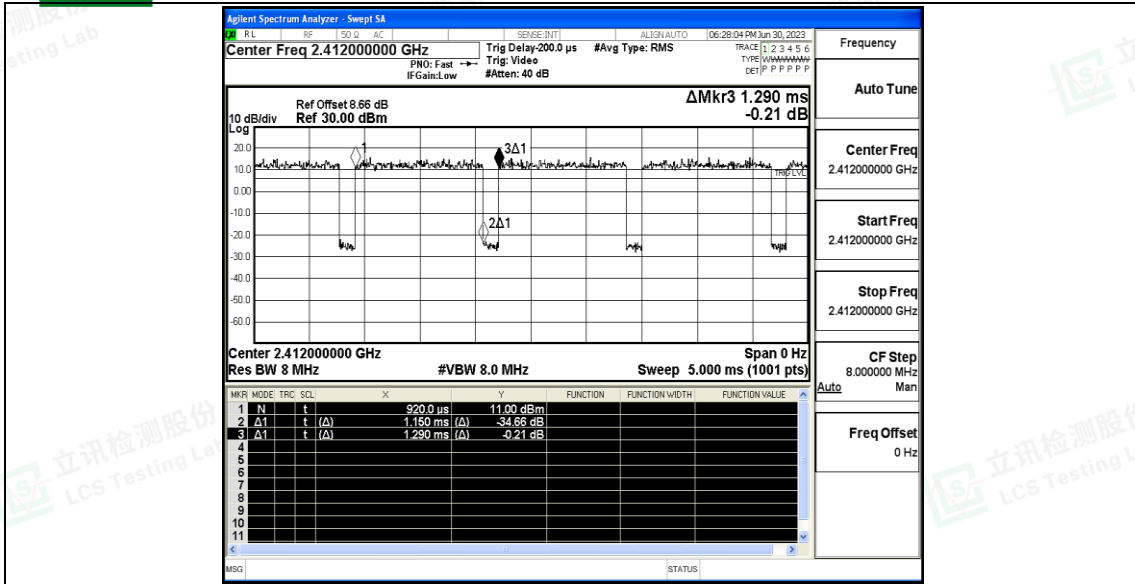 Agilent Spectrum Analyzer - Swept SA
RL RF 50 Ω AC SENSE:INT ALIGN AUTO 06:28:04 PM Jun 30, 2023
Center Freq 2.412000000 GHz
PNO: Fast
IFGain:Low
Trig Delay-200.0 µs
Trig: Video
#Atten: 40 dB
#Avg Type: RMS
TRACE 1 2 3 4 5 6
TYPE
DET P P P P P P
ΔMkr3 1.290 ms
-0.21 dB
Ref Offset 8.66 dB
10 dB/div Ref 30.00 dBm
Log
20.0
10.0
0.00
-10.0
-20.0
-30.0
-40.0
-50.0
-60.0
1
3Δ1
2Δ1
TRIG LVL
Center 2.412000000 GHz Span 0 Hz
Res BW 8 MHz #VBW 8.0 MHz Sweep 5.000 ms (1001 pts)
MKR MODE TRC SCL X Y FUNCTION FUNCTION WIDTH FUNCTION VALUE
1 N t 920.0 µs 11.00 dBm
2 Δ1 t (Δ) 1.150 ms (Δ) -34.66 dB
3 Δ1 t (Δ) 1.290 ms (Δ) -0.21 dB
4
5
6
7
8
9
10
11
MSG STATUS
Frequency
Auto Tune
Center Freq
2.412000000 GHz
Start Freq
2.412000000 GHz
Stop Freq
2.412000000 GHz
CF Step
8.000000 MHz
Auto Man
Freq Offset
0 Hz
立讯检测股份
LCS Testing Lab
立讯检测股份